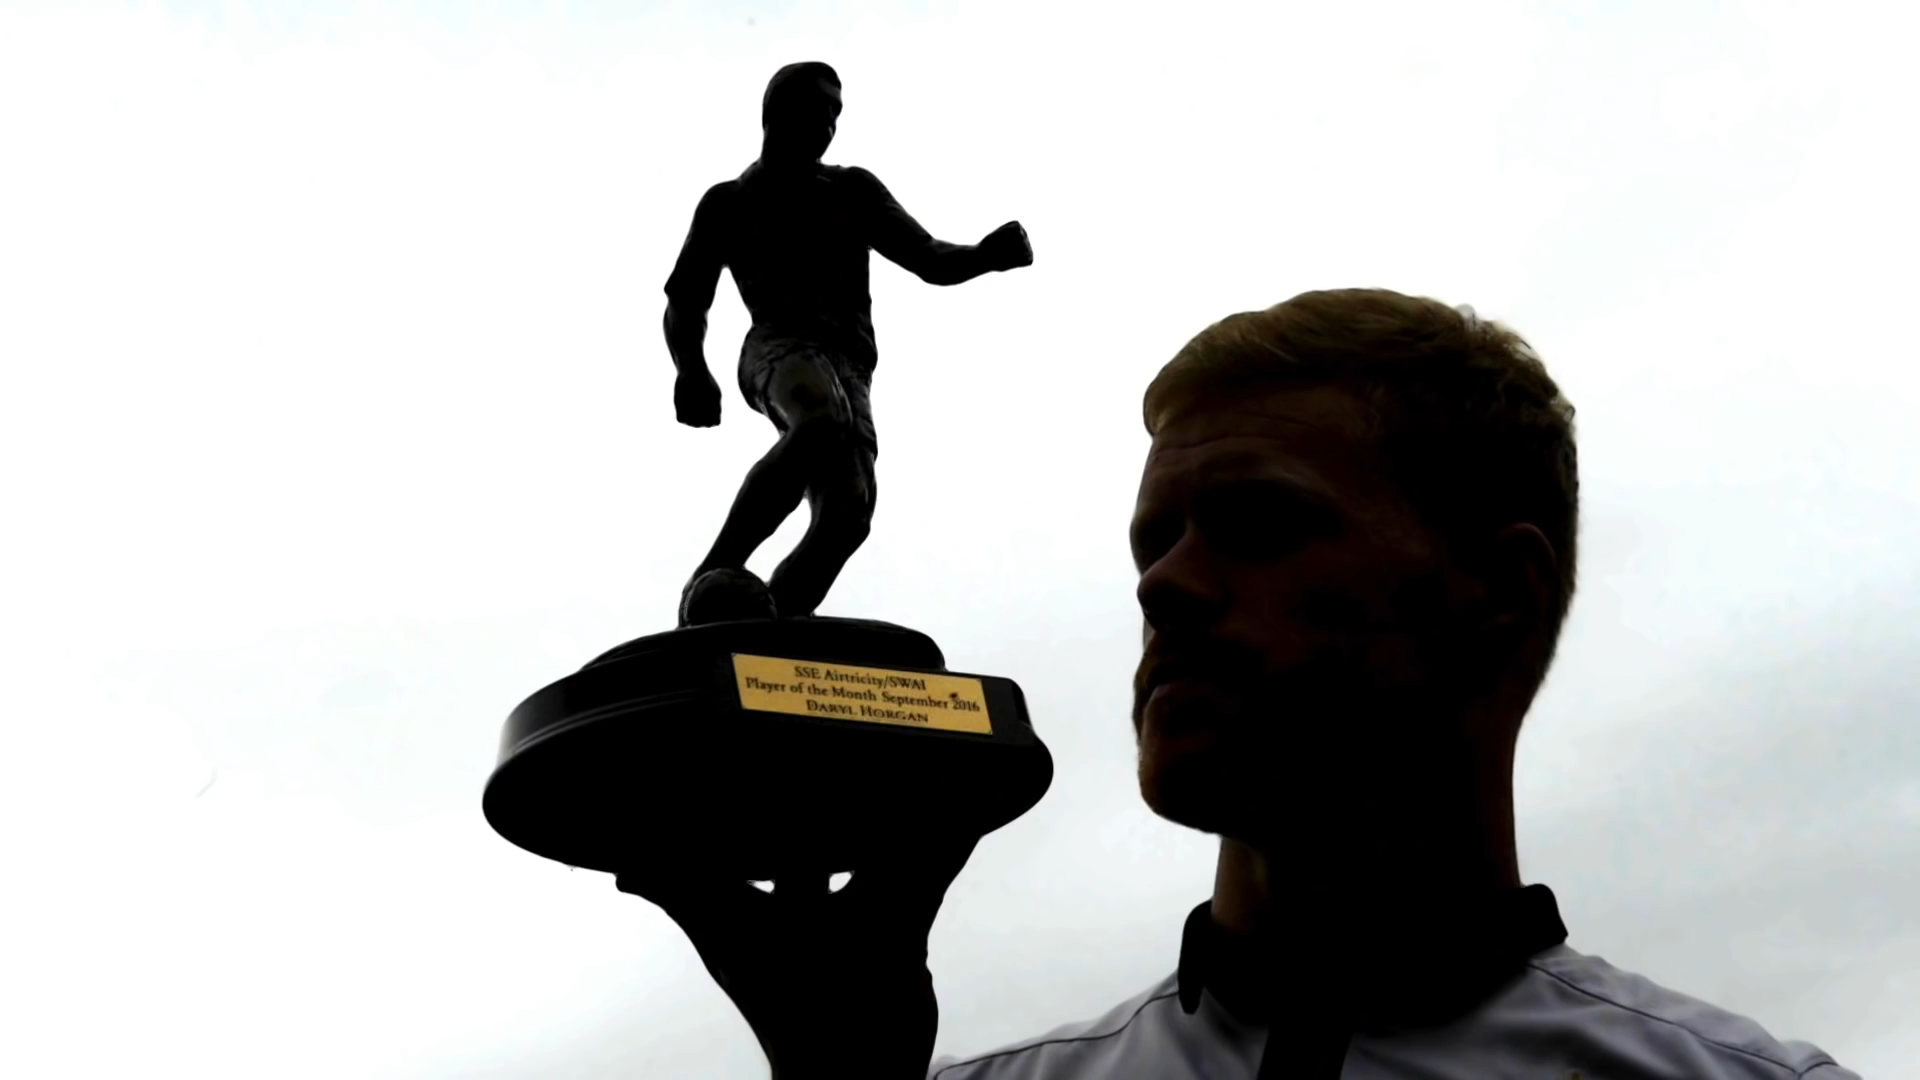 SSE Airtricity/SWAI
Player of the Month September 2016
DARYL HORGAN